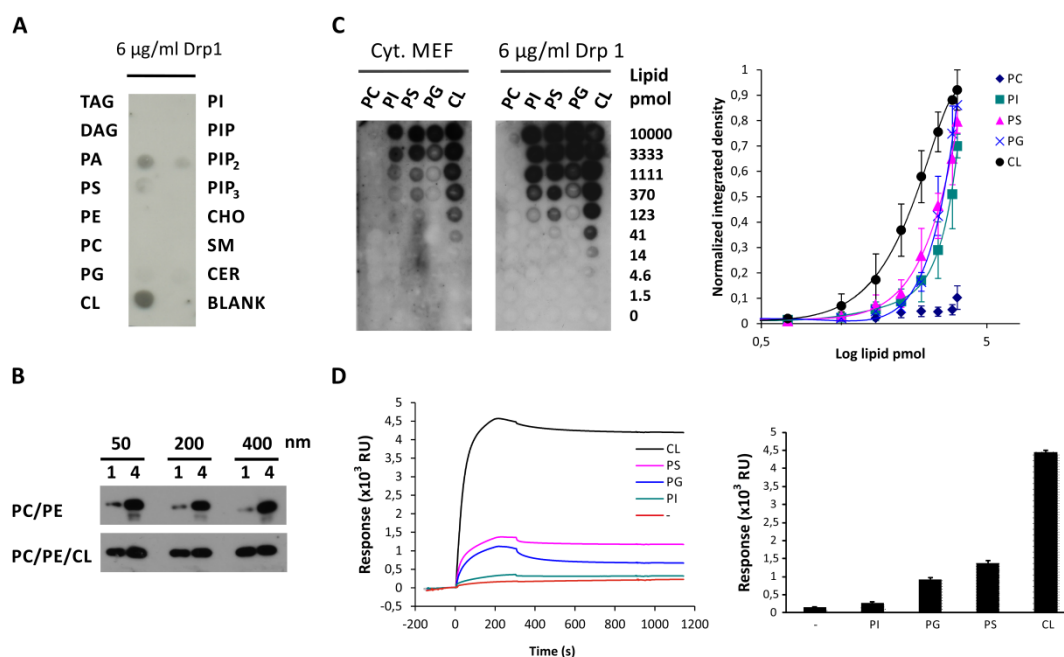 A
6 µg/ml Drp1
TAG PI
DAG PIP
PA PIP2
PS PIP3
PE CHO
PC SM
PG CER
CL BLANK
B
50 200 400 nm
1 4 1 4 1 4
PC/PE
PC/PE/CL
C
Cyt. MEF 6 µg/ml Drp 1
PC PI PS PG CL PC PI PS PG CL
Lipid
pmol
10000
3333
1111
370
123
41
14
4.6
1.5
0
Normalized integrated density
1
0,9
0,8
0,7
0,6
0,5
0,4
0,3
0,2
0,1
0
0,5 5
Log lipid pmol
PC
PI
PS
PG
CL
D
Response (x10³ RU)
5
4,5
4
3,5
3
2,5
2
1,5
1
0,5
0
-0,5
-200 0 200 400 600 800 1000 1200
Time (s)
CL
PS
PG
PI
-
Response (x10³ RU)
5
4,5
4
3,5
3
2,5
2
1,5
1
0,5
0
- PI PG PS CL